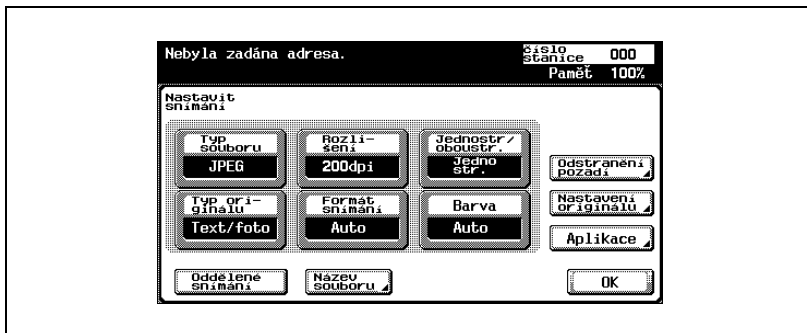 Nebyla zadána adresa.
číslo
stanice 000
Paměť 100%
Nastavit
snímání
Typ
souboru
JPEG
Rozli-
šení
200dpi
Jednostr/
oboustr.
Jedno
str.
Odstranění
pozadí
Typ ori-
ginálu
Text/foto
Formát
snímání
Auto
Barva
Auto
Nastavení
originálu
Aplikace
Oddělené
snímání
Název
souboru
OK